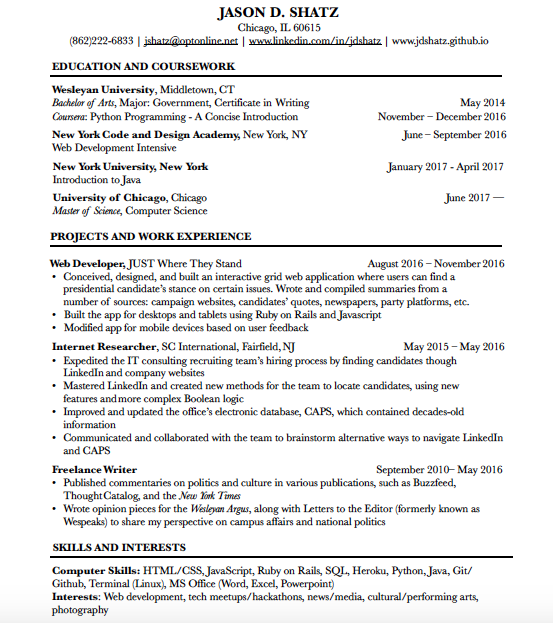 JASON D. SHATZ
Chicago, IL 60615
(862)222-6833 | jshatz@optonline.net | www.linkedin.com/in/jdshatz | www.jdshatz.github.io
EDUCATION AND COURSEWORK
Wesleyan University, Middletown, CT
Bachelor of Arts, Major: Government, Certificate in Writing May 2014
Coursera: Python Programming - A Concise Introduction November – December 2016
New York Code and Design Academy, New York, NY June – September 2016
Web Development Intensive
New York University, New York January 2017 - April 2017
Introduction to Java
University of Chicago, Chicago June 2017 —
Master of Science, Computer Science
PROJECTS AND WORK EXPERIENCE
Web Developer, JUST Where They Stand August 2016 – November 2016
• Conceived, designed, and built an interactive grid web application where users can find a
presidential candidate's stance on certain issues. Wrote and compiled summaries from a
number of sources: campaign websites, candidates' quotes, newspapers, party platforms, etc.
• Built the app for desktops and tablets using Ruby on Rails and Javascript
• Modified app for mobile devices based on user feedback
Internet Researcher, SC International, Fairfield, NJ May 2015 – May 2016
• Expedited the IT consulting recruiting team's hiring process by finding candidates though
LinkedIn and company websites
• Mastered LinkedIn and created new methods for the team to locate candidates, using new
features and more complex Boolean logic
• Improved and updated the office's electronic database, CAPS, which contained decades-old
information
• Communicated and collaborated with the team to brainstorm alternative ways to navigate LinkedIn
and CAPS
Freelance Writer September 2010– May 2016
• Published commentaries on politics and culture in various publications, such as Buzzfeed,
Thought Catalog, and the New York Times
• Wrote opinion pieces for the Wesleyan Argus, along with Letters to the Editor (formerly known as
Wespeaks) to share my perspective on campus affairs and national politics
SKILLS AND INTERESTS
Computer Skills: HTML/CSS, JavaScript, Ruby on Rails, SQL, Heroku, Python, Java, Git/
Github, Terminal (Linux), MS Office (Word, Excel, Powerpoint)
Interests: Web development, tech meetups/hackathons, news/media, cultural/performing arts,
photography